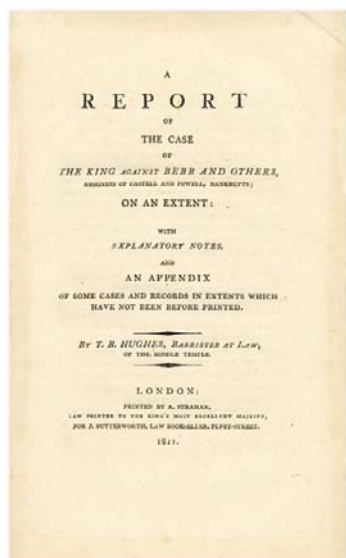 A
REPORT
OF
THE CASE
OF
THE KING AGAINST BEBB AND OTHERS,
ASSIGNEES OF CASTELL AND POWELL, BANKRUPTS;
ON AN EXTENT:
WITH
EXPLANATORY NOTES,
AND
AN APPENDIX
OF SOME CASES AND RECORDS IN EXTENTS WHICH
HAVE NOT BEEN BEFORE PRINTED.
BY T. B. HUGHES, BARRISTER AT LAW,
OF THE MIDDLE TEMPLE.
LONDON:
PRINTED BY A. STRAHAN,
LAW PRINTER TO THE KING'S MOST EXCELLENT MAJESTY,
FOR J. BUTTERWORTH, LAW BOOKSELLER, FLEET-STREET.
1811.